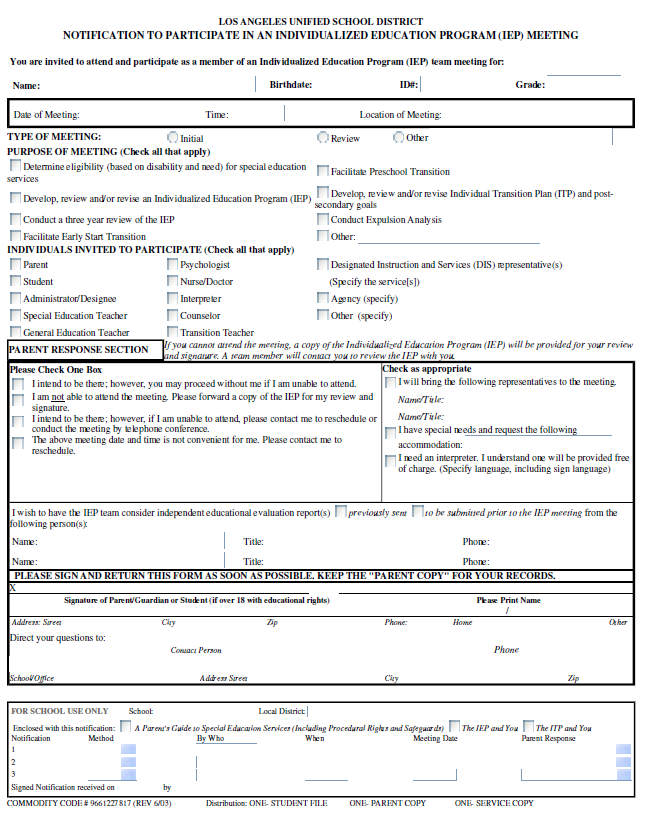 LOS ANGELES UNIFIED SCHOOL DISTRICT
NOTIFICATION TO PARTICIPATE IN AN INDIVIDUALIZED EDUCATION PROGRAM (IEP) MEETING
You are invited to attend and participate as a member of an Individualized Education Program (IEP) team meeting for:
Name: Birthdate: ID#: Grade:
Date of Meeting: Time: Location of Meeting:
TYPE OF MEETING: Initial Review Other
PURPOSE OF MEETING (Check all that apply)
Determine eligibility (based on disability and need) for special education services
Facilitate Preschool Transition
Develop, review and/or revise an Individualized Education Program (IEP)
Develop, review and/or revise Individual Transition Plan (ITP) and post-
secondary goals
Conduct a three year review of the IEP
Conduct Expulsion Analysis
Facilitate Early Start Transition
Other:
INDIVIDUALS INVITED TO PARTICIPATE (Check all that apply)
Parent Psychologist Designated Instruction and Services (DIS) representative(s)
Student Nurse/Doctor (Specify the service[s])
Administrator/Designee Interpreter Agency (specify)
Special Education Teacher Counselor Other (specify)
General Education Teacher Transition Teacher
PARENT RESPONSE SECTION
If you cannot attend the meeting, a copy of the Individualized Education Program (IEP) will be provided for your review
and signature. A team member will contact you to review the IEP with you.
Please Check One Box
I intend to be there; however, you may proceed without me if I am unable to attend.
I am not able to attend the meeting. Please forward a copy of the IEP for my review and
signature.
I intend to be there; however, if I am unable to attend, please contact me to reschedule or
conduct the meeting by telephone conference.
The above meeting date and time is not convenient for me. Please contact me to
reschedule.
Check as appropriate
I will bring the following representatives to the meeting.
Name/Title:
Name/Title:
I have special needs and request the following
accommodation:
I need an interpreter. I understand one will be provided free
of charge. (Specify language, including sign language)
I wish to have the IEP team consider independent educational evaluation report(s) previously sent to be submitted prior to the IEP meeting from the
following person(s):
Name: Title: Phone:
Name: Title: Phone:
PLEASE SIGN AND RETURN THIS FORM AS SOON AS POSSIBLE. KEEP THE "PARENT COPY" FOR YOUR RECORDS.
X
Signature of Parent/Guardian or Student (if over 18 with educational rights) Please Print Name
/
Address: Street City Zip Phone: Home Other
Direct your questions to:
Contact Person Phone
School/Office Address Street City Zip
FOR SCHOOL USE ONLY School: Local District:
Enclosed with this notification: A Parent's Guide to Special Education Services (Including Procedural Rights and Safeguards) The IEP and You The ITP and You
Notification Method By Who When Meeting Date Parent Response
1
2
3
Signed Notification received on by
COMMODITY CODE # 9661227817 (REV 6/03) Distribution: ONE- STUDENT FILE ONE- PARENT COPY ONE- SERVICE COPY